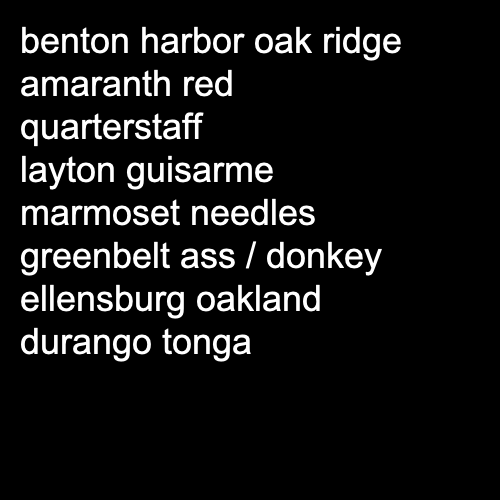 benton harbor oak ridge
amaranth red
quarterstaff
layton guisarme
marmoset needles
greenbelt ass / donkey
ellensburg oakland
durango tonga